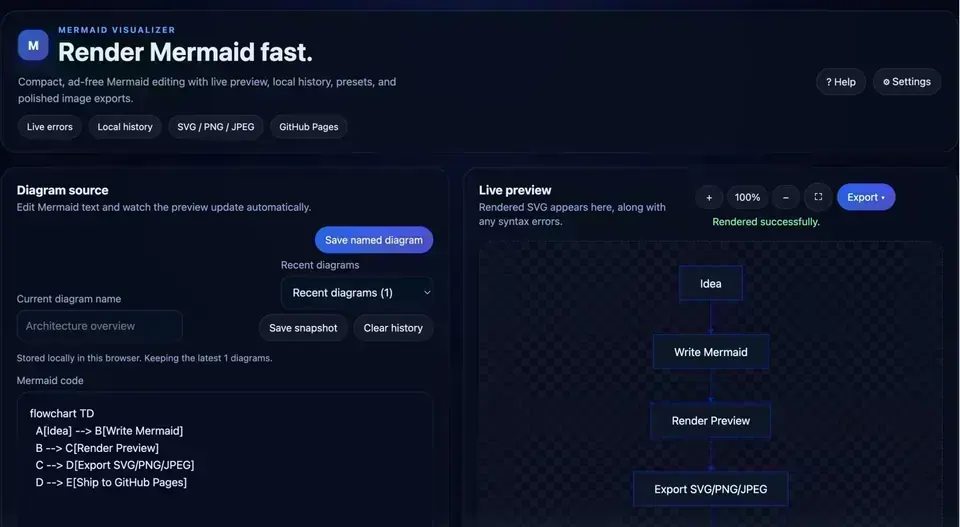 M
MERMAID VISUALIZER
Render Mermaid fast.
Compact, ad-free Mermaid editing with live preview, local history, presets, and
polished image exports.
Live errors
Local history
SVG / PNG / JPEG
GitHub Pages
? Help
⚙ Settings
Diagram source
Edit Mermaid text and watch the preview update automatically.
Save named diagram
Recent diagrams
Recent diagrams (1)
Current diagram name
Architecture overview
Save snapshot
Clear history
Stored locally in this browser. Keeping the latest 1 diagrams.
Mermaid code
flowchart TD
A[Idea] --> B[Write Mermaid]
B --> C[Render Preview]
C --> D[Export SVG/PNG/JPEG]
D --> E[Ship to GitHub Pages]
Live preview
Rendered SVG appears here, along with
any syntax errors.
+
100%
−
Export
Rendered successfully.
Idea
Write Mermaid
Render Preview
Export SVG/PNG/JPEG